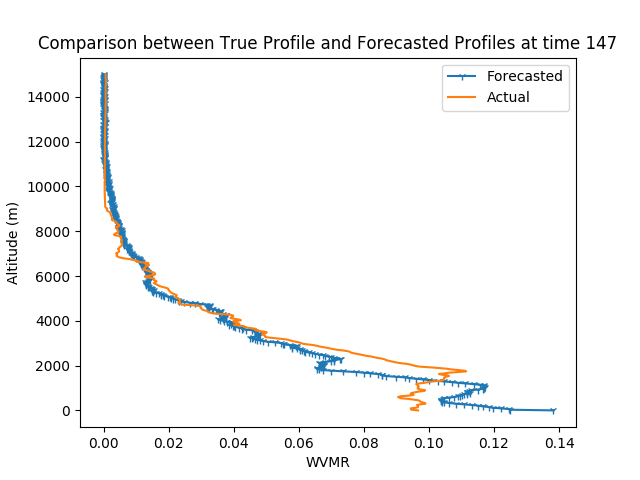 Comparison between True Profile and Forecasted Profiles at time 147
Forecasted
Actual
Altitude (m)
14000
12000
10000
8000
6000
4000
2000
0
0.00 0.02 0.04 0.06 0.08 0.10 0.12 0.14
WVMR